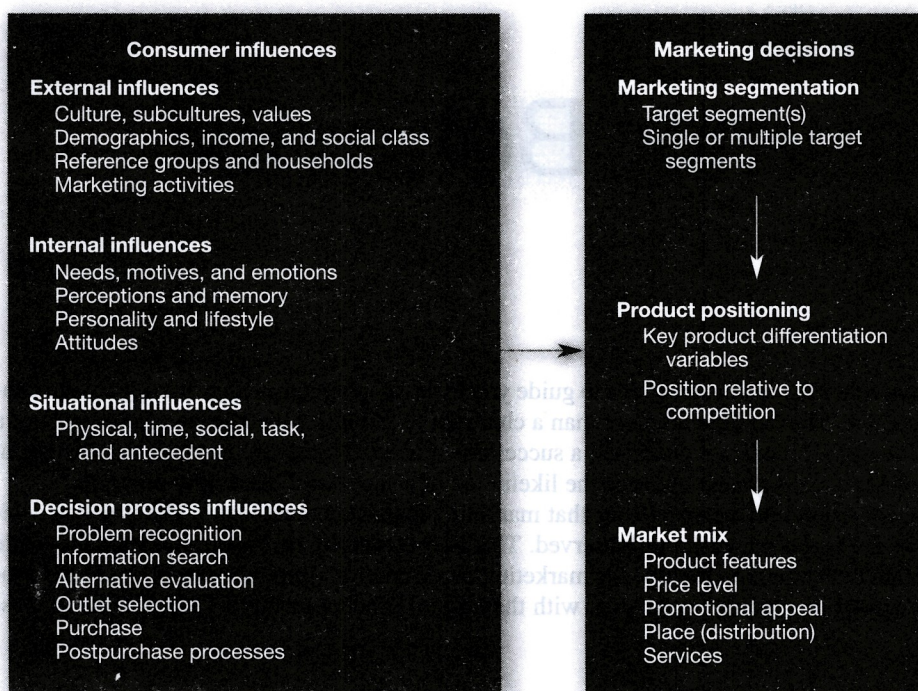 Consumer influences
External influences
Culture, subcultures, values
Demographics, income, and social class
Reference groups and households
Marketing activities
Internal influences
Needs, motives, and emotions
Perceptions and memory
Personality and lifestyle
Attitudes
Situational influences
Physical, time, social, task,
and antecedent
Decision process influences
Problem recognition
Information search
Alternative evaluation
Outlet selection
Purchase
Postpurchase processes
Marketing decisions
Marketing segmentation
Target segment(s)
Single or multiple target
segments
Product positioning
Key product differentiation
variables
Position relative to
competition
Market mix
Product features
Price level
Promotional appeal
Place (distribution)
Services